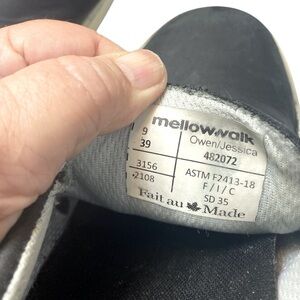 mellowwalk
9
39
Owen/Jessica
482072
3156
2108
ASTM F2413-18
F / I / C
SD 35
Fait au Made